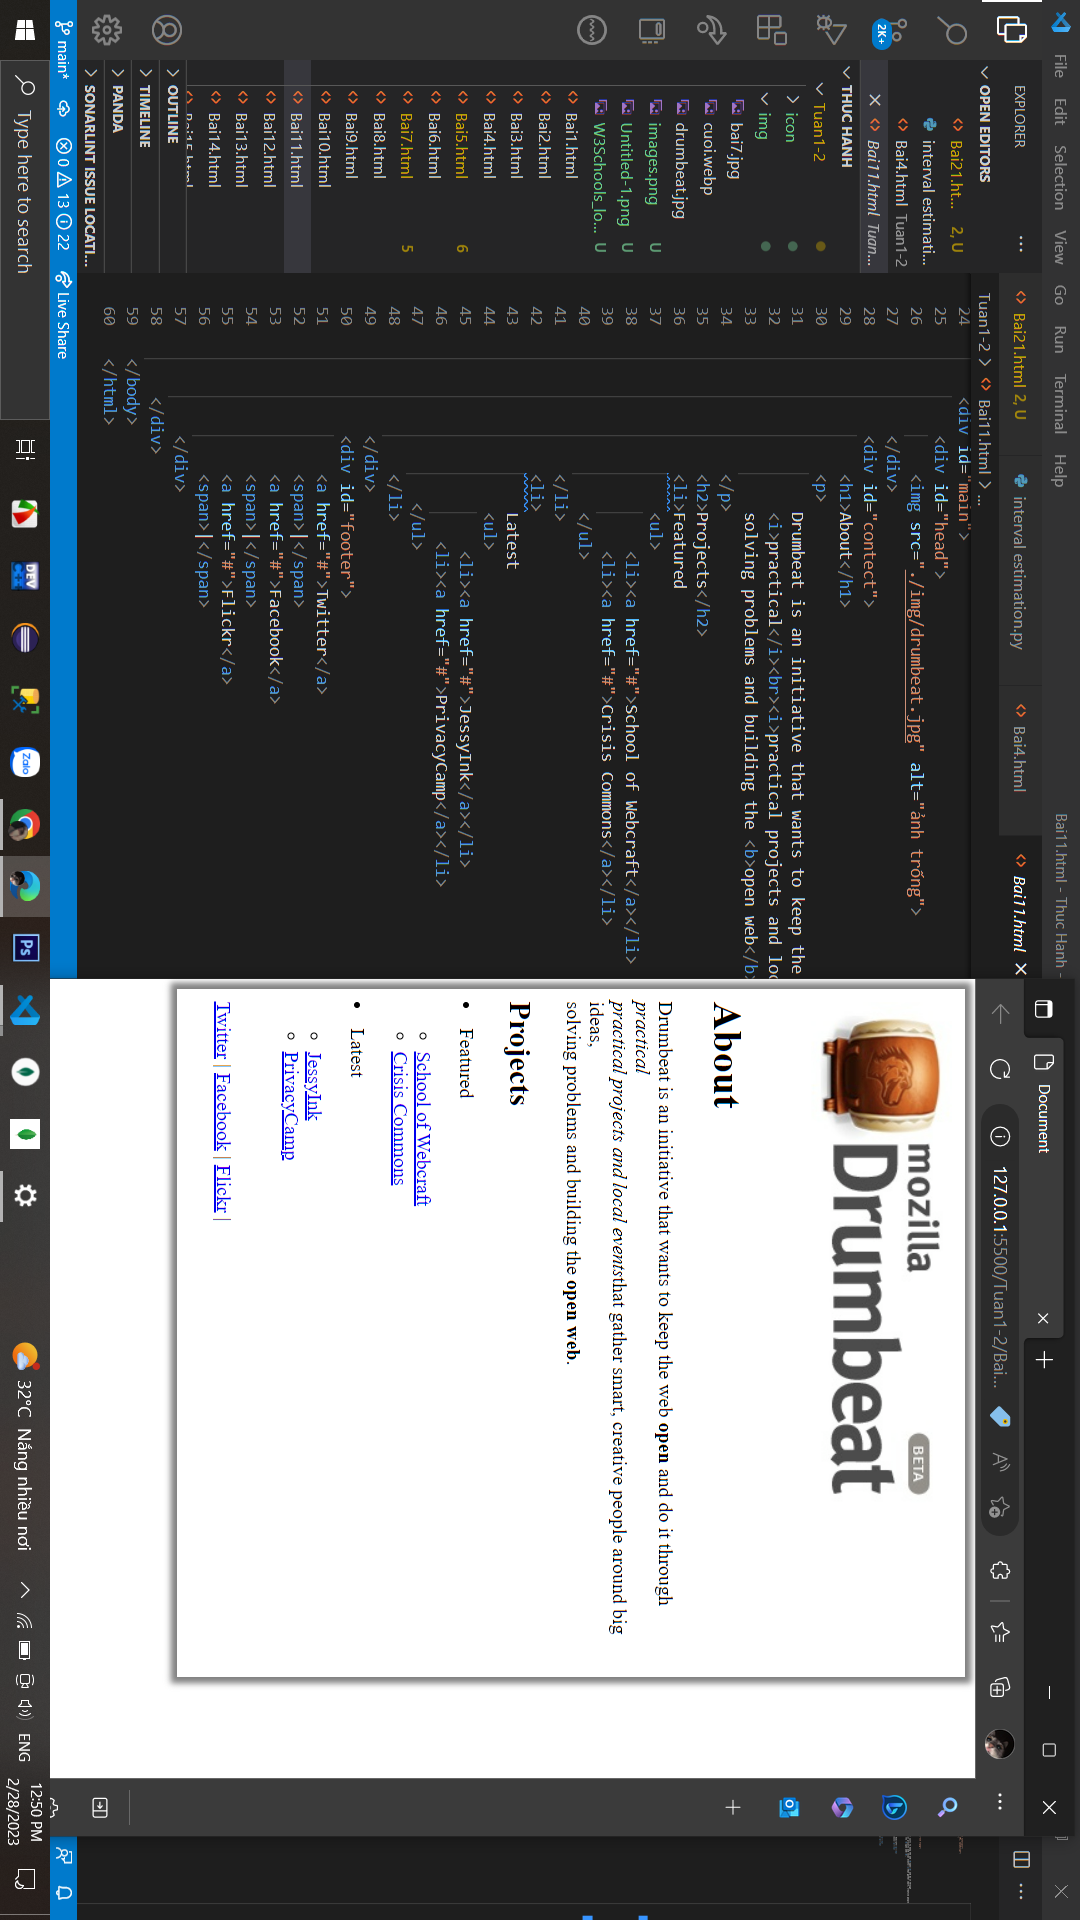 File Edit Selection View Go Run Terminal Help
Bai11.html - Thuc Hanh -
EXPLORER
OPEN EDITORS
Bai21.ht... 2, U
interval estimati...
Bai4.html Tuan1-2
Bai11.html Tuan...
THUC HANH
Tuan1-2
icon
img
bai7.jpg
cuoi.webp
drumbeat.jpg
images.png U
Untitled-1.png U
W3Schools_lo... U
Bai1.html
Bai2.html
Bai3.html
Bai4.html
Bai5.html 6
Bai6.html
Bai7.html 5
Bai8.html
Bai9.html
Bai10.html
Bai11.html
Bai12.html
Bai13.html
Bai14.html
Bai15.html
OUTLINE
TIMELINE
PANDA
SONARLINT ISSUE LOCATI...
2K+
Bai21.html 2, U
interval estimation.py
Bai4.html
Bai11.html
Tuan1-2 > Bai11.html > ...
24 <div id="main">
25 <div id="head">
26 <img src="./img/drumbeat.jpg" alt="ảnh trống">
27 </div>
28 <div id="contect">
29 <h1>About</h1>
30 <p>
31 Drumbeat is an initiative that wants to keep the
32 <i>practical</i><br><i>practical projects and loc
33 solving problems and building the <b>open web</b>
34 </p>
35 <h2>Projects</h2>
36 <li>Featured
37 <ul>
38 <li><a href="#">School of Webcraft</a></li>
39 <li><a href="#">Crisis Commons</a></li>
40 </ul>
41 </li>
42 <li>
43 Latest
44 <ul>
45 <li><a href="#">JessyInk</a></li>
46 <li><a href="#">PrivacyCamp</a></li>
47 </ul>
48 </li>
49 </div>
50 <div id="footer">
51 <a href="#">Twitter</a>
52 <span>|</span>
53 <a href="#">Facebook</a>
54 <span>|</span>
55 <a href="#">Flickr</a>
56 <span>|</span>
57 </div>
58 </div>
59 </body>
60 </html>
Document
127.0.0.1:5500/Tuan1-2/Bai...
mozilla
Drumbeat
BETA
About
Drumbeat is an initiative that wants to keep the web open and do it through
practical
practical projects and local eventsthat gather smart, creative people around big
ideas,
solving problems and building the open web.
Projects
Featured
School of Webcraft
Crisis Commons
Latest
JessyInk
PrivacyCamp
Twitter | Facebook | Flickr |
main* 0 13 22 Live Share
Type here to search
DEV
Zalo
Ps
32°C Nắng nhiều nơi
ENG
12:50 PM
2/28/2023